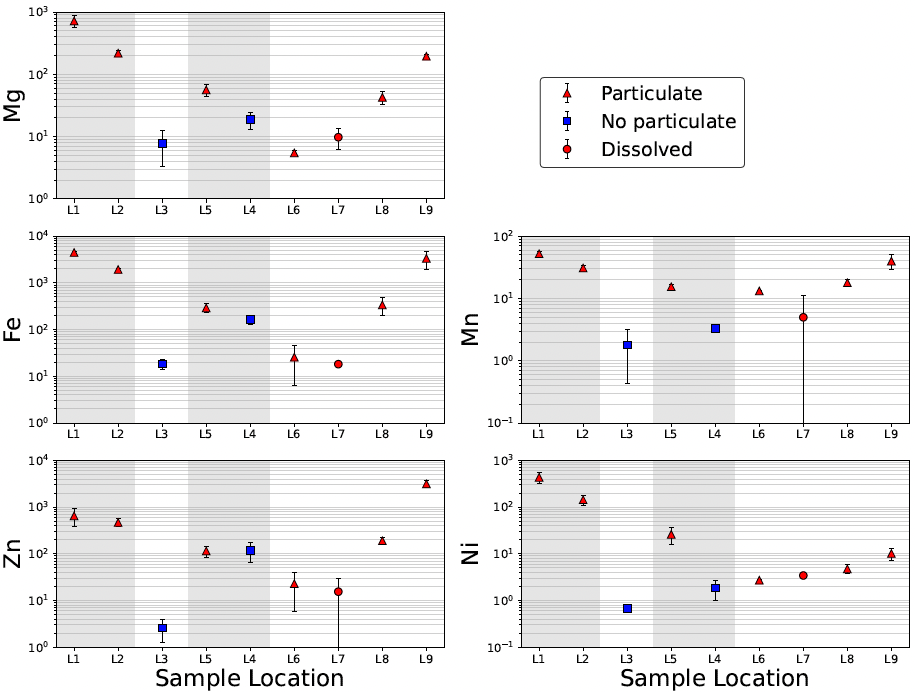 Mg
10³
10²
10¹
10⁰
L1 L2 L3 L5 L4 L6 L7 L8 L9
Particulate
No particulate
Dissolved
Fe
10⁴
10³
10²
10¹
10⁰
L1 L2 L3 L5 L4 L6 L7 L8 L9
Mn
10²
10¹
10⁰
10⁻¹
L1 L2 L3 L5 L4 L6 L7 L8 L9
Zn
10⁴
10³
10²
10¹
10⁰
L1 L2 L3 L5 L4 L6 L7 L8 L9
Sample Location
Ni
10³
10²
10¹
10⁰
10⁻¹
L1 L2 L3 L5 L4 L6 L7 L8 L9
Sample Location